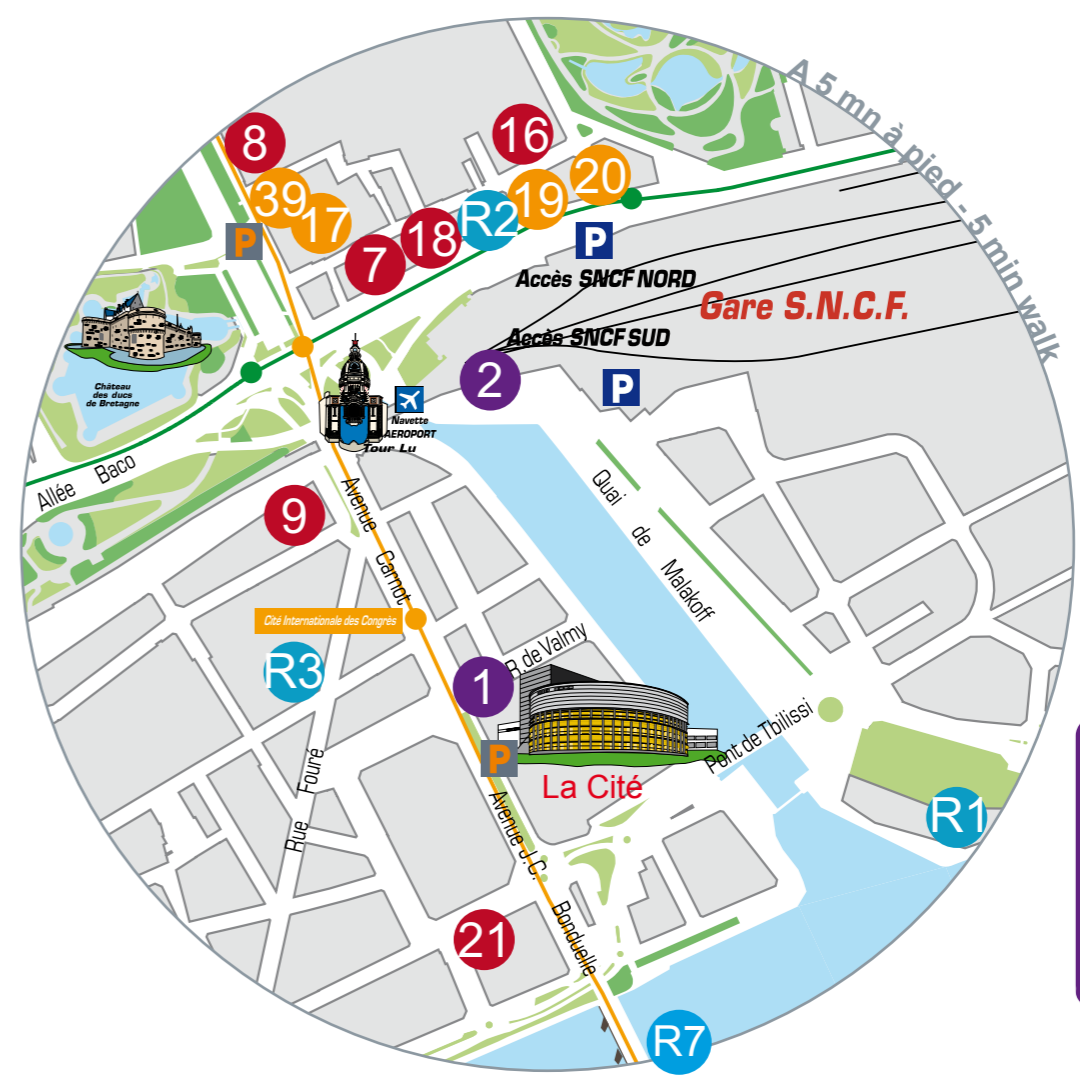 A 5 mn à pied - 5 min walk
8
16
39
17
20
19
R2
18
7
P
P
Accès SNCF NORD
Gare S.N.C.F.
Accès SNCF SUD
2
P
Château
des ducs
de Bretagne
Navette
AEROPORT
Tour Lu
Allée Baco
9
Avenue Carnot
Quai de Malakoff
Cité Internationale des Congrès
R3
1
R. de Valmy
Pont de Tbilissi
P
La Cité
Rue Fouré
Avenue J.C. Bonduelle
R1
21
R7